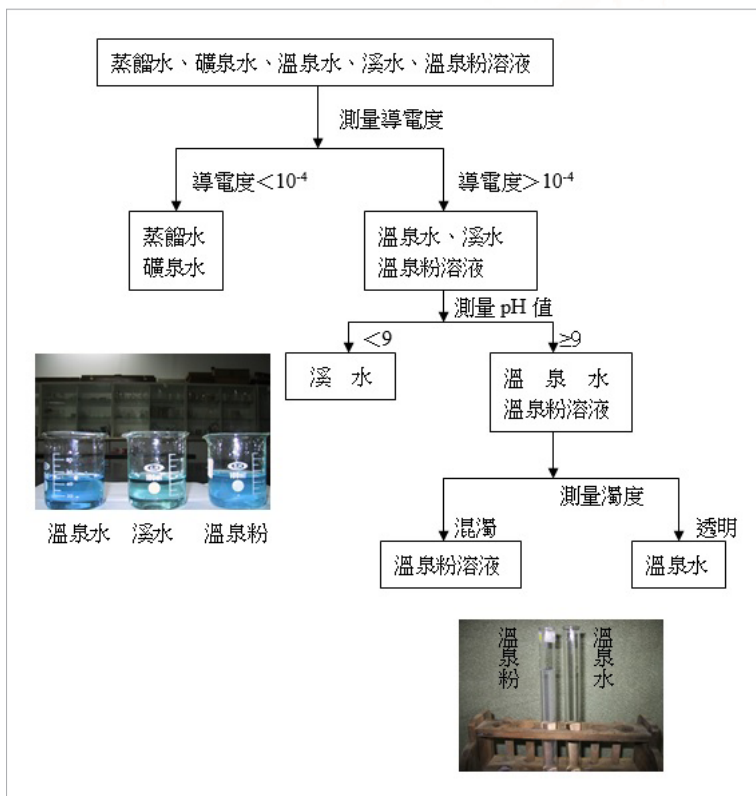 蒸餾水、礦泉水、溫泉水、溪水、溫泉粉溶液
測量導電度
導電度＜10⁻⁴
導電度＞10⁻⁴
蒸餾水
礦泉水
溫泉水、溪水
溫泉粉溶液
測量 pH 值
＜9
≥9
溪 水
溫 泉 水
溫泉粉溶液
溫泉水
溪水
溫泉粉
測量濁度
混濁
透明
溫泉粉溶液
溫泉水
溫泉粉
溫泉水